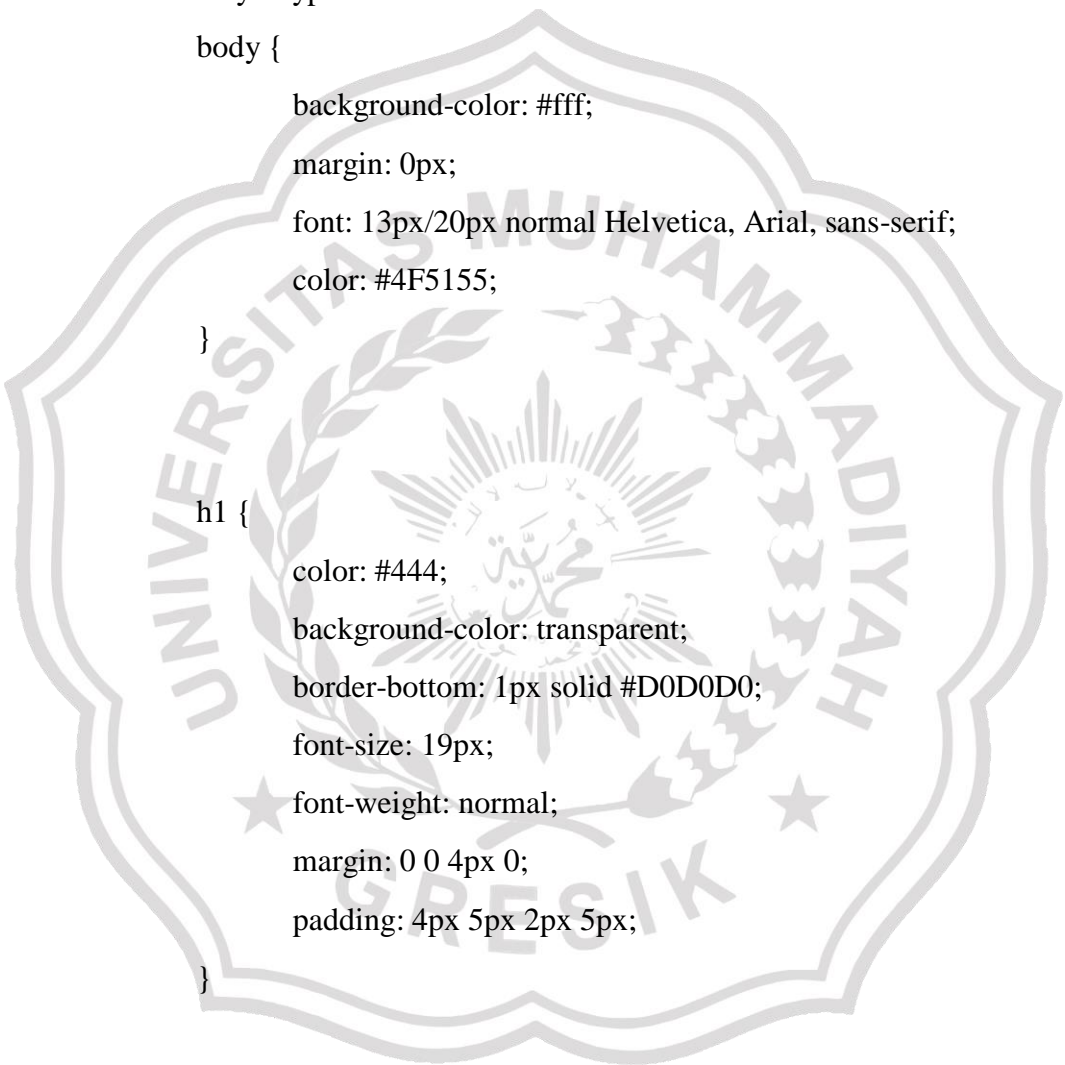 body {
background-color: #fff;
margin: 0px;
font: 13px/20px normal Helvetica, Arial, sans-serif;
color: #4F5155;
}
h1 {
color: #444;
background-color: transparent;
border-bottom: 1px solid #D0D0D0;
font-size: 19px;
font-weight: normal;
margin: 0 0 4px 0;
padding: 4px 5px 2px 5px;
}
UNIVERSITAS MUHAMMADIYAH
GRESIK